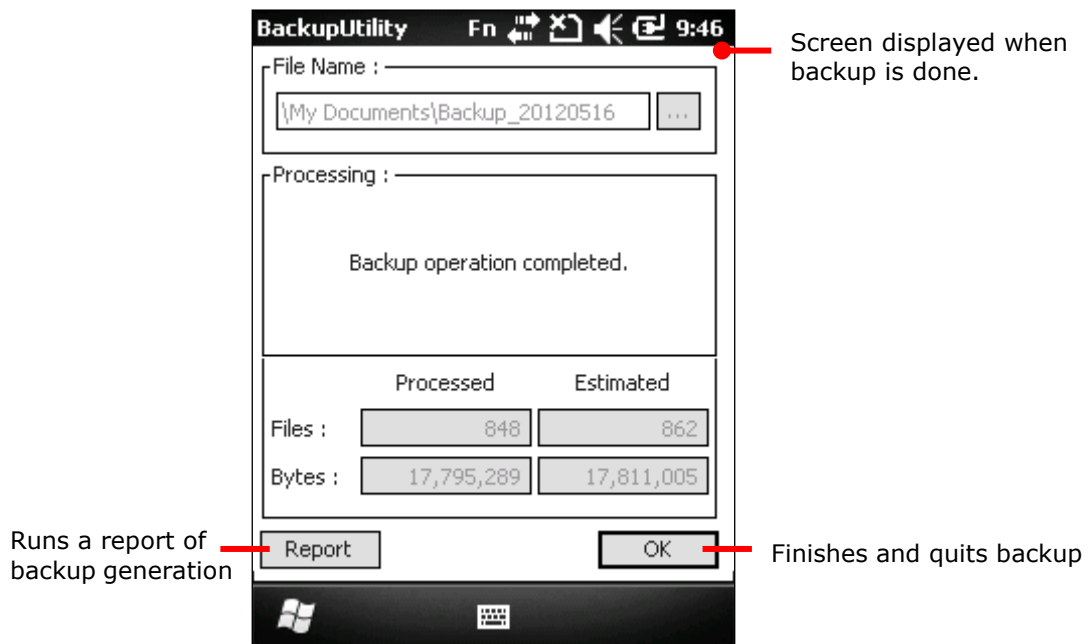 BackupUtility Fn 9:46
Screen displayed when
backup is done.
File Name :
\My Documents\Backup_20120516 ...
Processing :
Backup operation completed.
Processed Estimated
Files : 848 862
Bytes : 17,795,289 17,811,005
Runs a report of
backup generation
Report OK
Finishes and quits backup